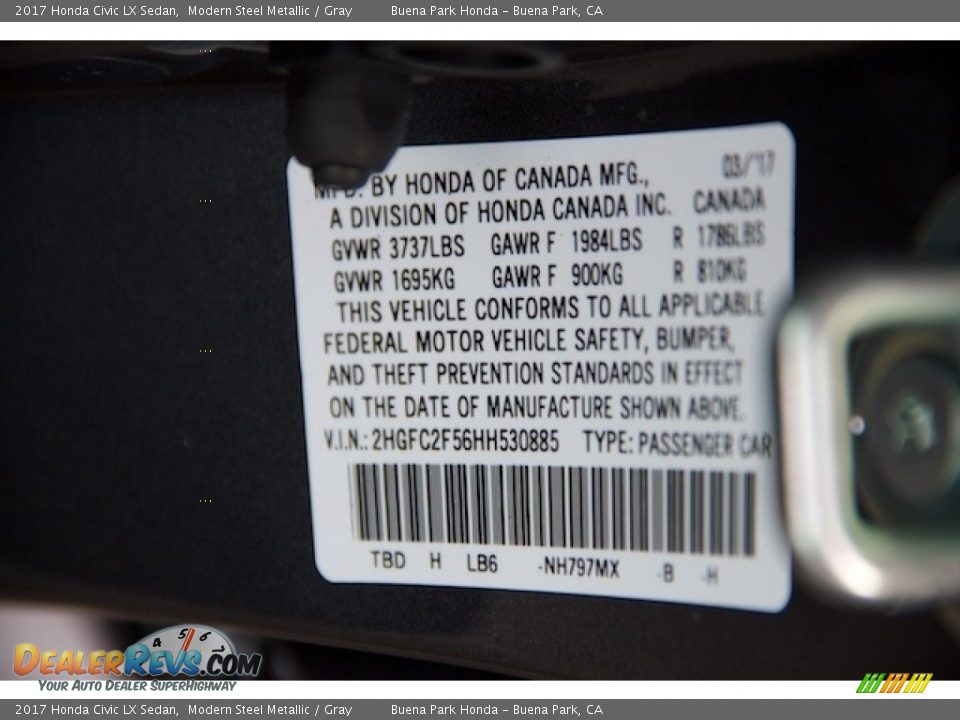 2017 Honda Civic LX Sedan,  Modern Steel Metallic / Gray    Buena Park Honda – Buena Park, CA
03/'17
MFD. BY HONDA OF CANADA MFG.,
A DIVISION OF HONDA CANADA INC.  CANADA
GVWR 3737LBS  GAWR F 1984LBS  R 1786LBS
GVWR 1695KG  GAWR F 900KG  R 810KG
THIS VEHICLE CONFORMS TO ALL APPLICABLE
FEDERAL MOTOR VEHICLE SAFETY, BUMPER,
AND THEFT PREVENTION STANDARDS IN EFFECT
ON THE DATE OF MANUFACTURE SHOWN ABOVE.
V.I.N.: 2HGFC2F56HH530885  TYPE: PASSENGER CAR
TBD  H  LB6  -NH797MX  -B  -H
4 5 6
DEALERREVS.COM
YOUR AUTO DEALER SUPERHIGHWAY
2017 Honda Civic LX Sedan,  Modern Steel Metallic / Gray    Buena Park Honda – Buena Park, CA